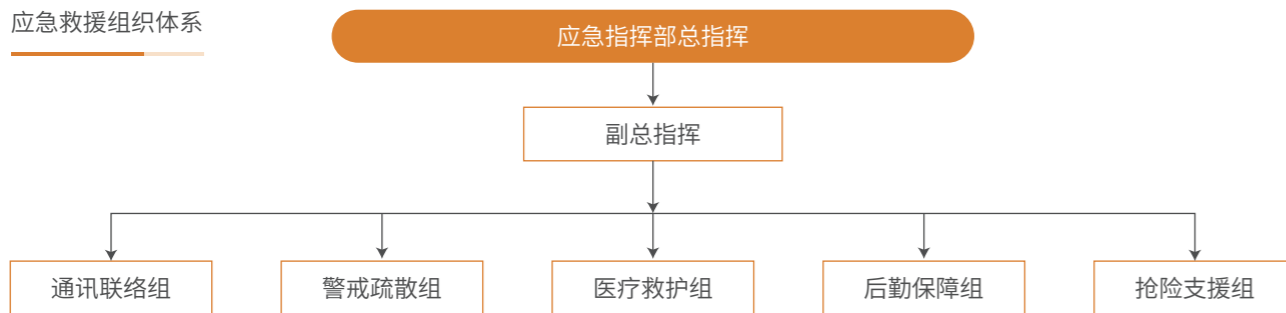 应急救援组织体系
应急指挥部总指挥
副总指挥
通讯联络组
警戒疏散组
医疗救护组
后勤保障组
抢险支援组